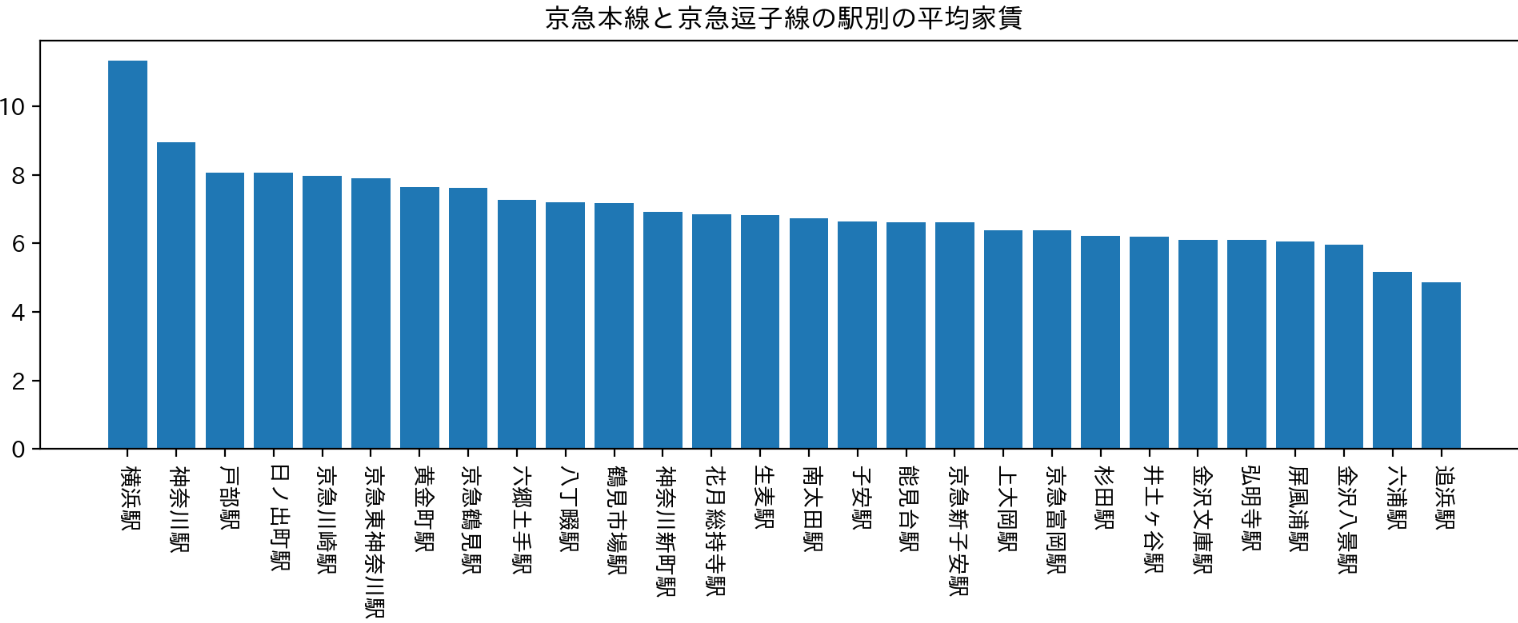 京急本線と京急逗子線の駅別の平均家賃
10
8
6
4
2
0
横浜駅
神奈川駅
戸部駅
日ノ出町駅
京急川崎駅
京急東神奈川駅
黄金町駅
京急鶴見駅
六郷土手駅
八丁畷駅
鶴見市場駅
神奈川新町駅
花月総持寺駅
生麦駅
南太田駅
子安駅
能見台駅
京急新子安駅
上大岡駅
京急富岡駅
杉田駅
井土ヶ谷駅
金沢文庫駅
弘明寺駅
屏風浦駅
金沢八景駅
六浦駅
追浜駅